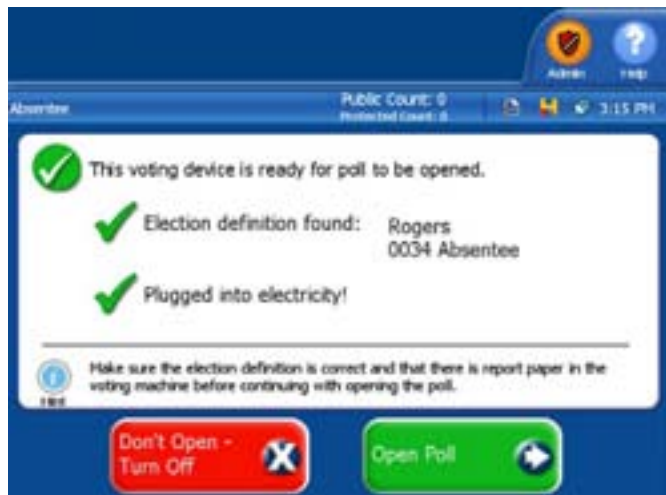 Admin Help
Absentee Public Count: 0 3:15 PM
Protected Count: 0
This voting device is ready for poll to be opened.
Election definition found: Rogers
0034 Absentee
Plugged into electricity!
Make sure the election definition is correct and that there is report paper in the
voting machine before continuing with opening the poll.
Hint
Don't Open -
Turn Off
Open Poll